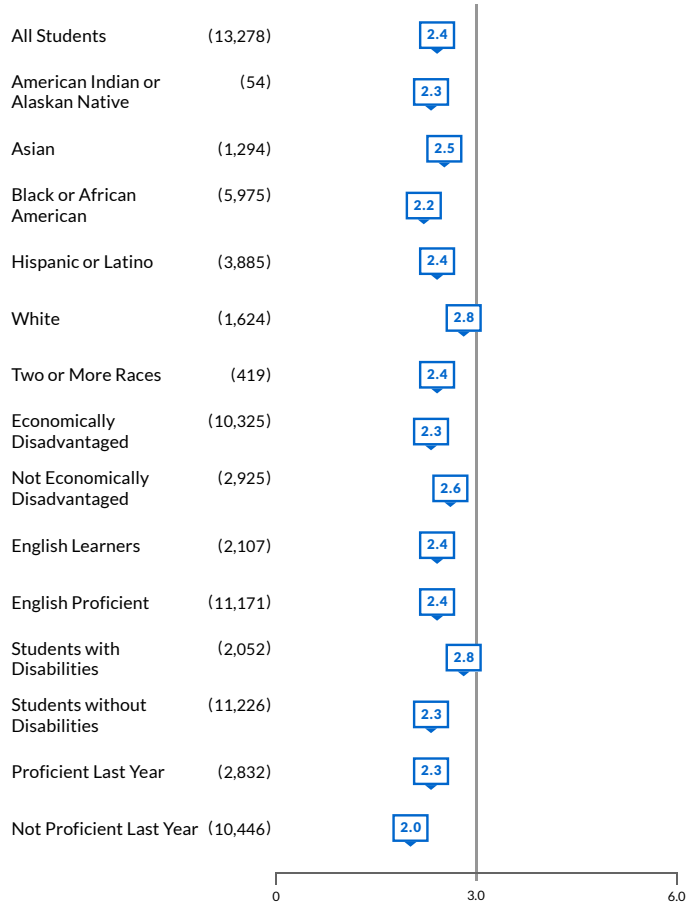 All Students (13,278) 2.4
American Indian or (54)
Alaskan Native 2.3
Asian (1,294) 2.5
Black or African (5,975)
American 2.2
Hispanic or Latino (3,885) 2.4
White (1,624) 2.8
Two or More Races (419) 2.4
Economically (10,325)
Disadvantaged 2.3
Not Economically (2,925)
Disadvantaged 2.6
English Learners (2,107) 2.4
English Proficient (11,171) 2.4
Students with (2,052)
Disabilities 2.8
Students without (11,226)
Disabilities 2.3
Proficient Last Year (2,832) 2.3
Not Proficient Last Year (10,446) 2.0
0 3.0 6.0